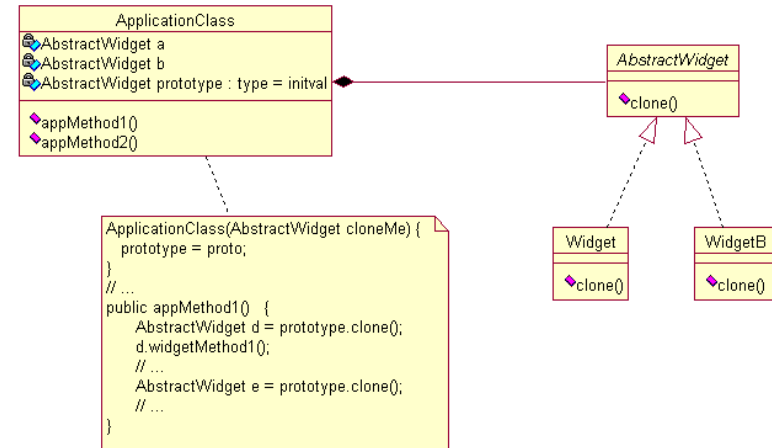 ApplicationClass
AbstractWidget a
AbstractWidget b
AbstractWidget prototype : type = initval
appMethod1()
appMethod2()
AbstractWidget
clone()
Widget
clone()
WidgetB
clone()
ApplicationClass(AbstractWidget cloneMe) {
prototype = proto;
}
// ...
public appMethod1() {
AbstractWidget d = prototype.clone();
d.widgetMethod1();
// ...
AbstractWidget e = prototype.clone();
// ...
}